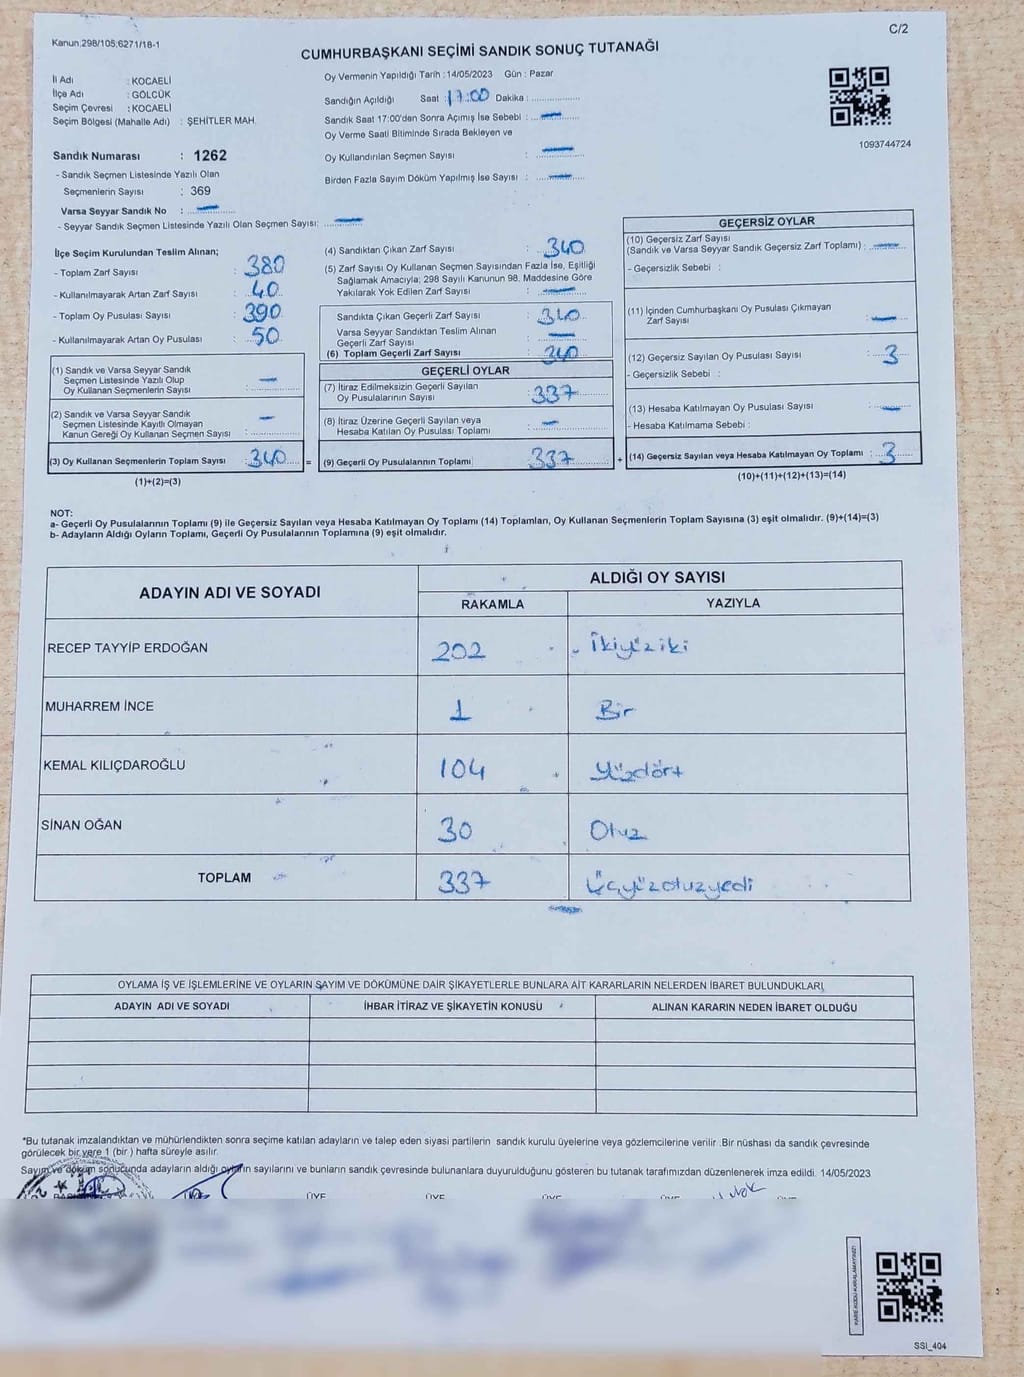 Kanun:298/105;6271/18-1
C/2
CUMHURBAŞKANI SEÇİMİ SANDIK SONUÇ TUTANAĞI
İl Adı : KOCAELİ
İlçe Adı : GÖLCÜK
Seçim Çevresi : KOCAELİ
Seçim Bölgesi (Mahalle Adı) : ŞEHİTLER MAH.
Sandık Numarası : 1262
- Sandık Seçmen Listesinde Yazılı Olan
Seçmenlerin Sayısı : 369
Varsa Seyyar Sandık No : —
- Seyyar Sandık Seçmen Listesinde Yazılı Olan Seçmen Sayısı: —
Oy Vermenin Yapıldığı Tarih : 14/05/2023 Gün : Pazar
Sandığın Açıldığı Saat : 17:00 Dakika : ............
Sandık Saat 17:00'den Sonra Açımış İse Sebebi : —
Oy Verme Saati Bitiminde Sırada Bekleyen ve
Oy Kullandırılan Seçmen Sayısı : —
Birden Fazla Sayım Döküm Yapılmış İse Sayısı : —
1093744724
İlçe Seçim Kurulundan Teslim Alınan;
- Toplam Zarf Sayısı : 380
- Kullanılmayarak Artan Zarf Sayısı : 40
- Toplam Oy Pusulası Sayısı : 390
- Kullanılmayarak Artan Oy Pusulası : 50
(1) Sandık ve Varsa Seyyar Sandık
Seçmen Listesinde Yazılı Olup
Oy Kullanan Seçmenlerin Sayısı : —
(2) Sandık ve Varsa Seyyar Sandık
Seçmen Listesinde Kayıtlı Olmayan
Kanun Gereği Oy Kullanan Seçmen Sayısı : —
(3) Oy Kullanan Seçmenlerin Toplam Sayısı : 340 =
(1)+(2)=(3)
(4) Sandıktan Çıkan Zarf Sayısı : 340
(5) Zarf Sayısı Oy Kullanan Seçmen Sayısından Fazla İse, Eşitliği
Sağlamak Amacıyla; 298 Sayılı Kanunun 98. Maddesine Göre
Yakılarak Yok Edilen Zarf Sayısı : —
Sandıkta Çıkan Geçerli Zarf Sayısı : 340
Varsa Seyyar Sandıktan Teslim Alınan
Geçerli Zarf Sayısı : —
(6) Toplam Geçerli Zarf Sayısı : 340
GEÇERLİ OYLAR
(7) İtiraz Edilmeksizin Geçerli Sayılan
Oy Pusulalarının Sayısı : 337
(8) İtiraz Üzerine Geçerli Sayılan veya
Hesaba Katılan Oy Pusulası Toplamı : —
(9) Geçerli Oy Pusulalarının Toplamı : 337 +
GEÇERSİZ OYLAR
(10) Geçersiz Zarf Sayısı
(Sandık ve Varsa Seyyar Sandık Geçersiz Zarf Toplamı) : —
- Geçersizlik Sebebi :
(11) İçinden Cumhurbaşkanı Oy Pusulası Çıkmayan
Zarf Sayısı : —
(12) Geçersiz Sayılan Oy Pusulası Sayısı : 3
- Geçersizlik Sebebi :
(13) Hesaba Katılmayan Oy Pusulası Sayısı : —
- Hesaba Katılmama Sebebi :
(14) Geçersiz Sayılan veya Hesaba Katılmayan Oy Toplamı : 3
(10)+(11)+(12)+(13)=(14)
NOT:
a- Geçerli Oy Pusulalarının Toplamı (9) ile Geçersiz Sayılan veya Hesaba Katılmayan Oy Toplamı (14) Toplamları, Oy Kullanan Seçmenlerin Toplam Sayısına (3) eşit olmalıdır. (9)+(14)=(3)
b- Adayların Aldığı Oyların Toplamı, Geçerli Oy Pusulalarının Toplamına (9) eşit olmalıdır.
ADAYIN ADI VE SOYADI
ALDIĞI OY SAYISI
RAKAMLA YAZIYLA
RECEP TAYYİP ERDOĞAN 202 İkiyüziki
MUHARREM İNCE 1 Bir
KEMAL KILIÇDAROĞLU 104 Yüzdört
SİNAN OĞAN 30 Otuz
TOPLAM 337 Üçyüzotuzyedi
OYLAMA İŞ VE İŞLEMLERİNE VE OYLARIN SAYIM VE DÖKÜMÜNE DAİR ŞİKAYETLERLE BUNLARA AİT KARARLARIN NELERDEN İBARET BULUNDUKLARI
ADAYIN ADI VE SOYADI İHBAR İTİRAZ VE ŞİKAYETİN KONUSU ALINAN KARARIN NEDEN İBARET OLDUĞU
*Bu tutanak imzalandıktan ve mühürlendikten sonra seçime katılan adayların ve talep eden siyasi partilerin sandık kurulu üyelerine veya gözlemcilerine verilir .Bir nüshası da sandık çevresinde
görülecek bir yere 1 (bir ) hafta süreyle asılır.
Sayım ve döküm sonucunda adayların aldığı oyların sayılarını ve bunların sandık çevresinde bulunanlara duyurulduğunu gösteren bu tutanak tarafımızdan düzenlenerek imza edildi. 14/05/2023
ÜYE ÜYE ÜYE ÜYE ÜYE
SSI_404